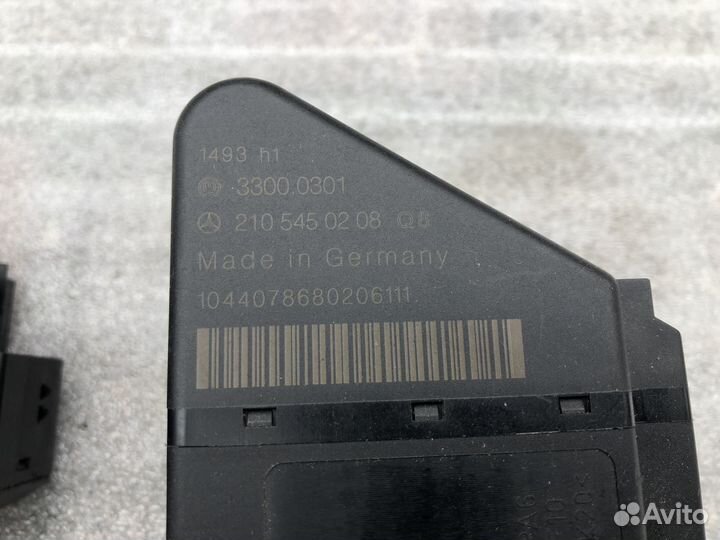 1493 h1
3300.0301
210 545 02 08 Q8
Made in Germany
1044078680206111
Avito